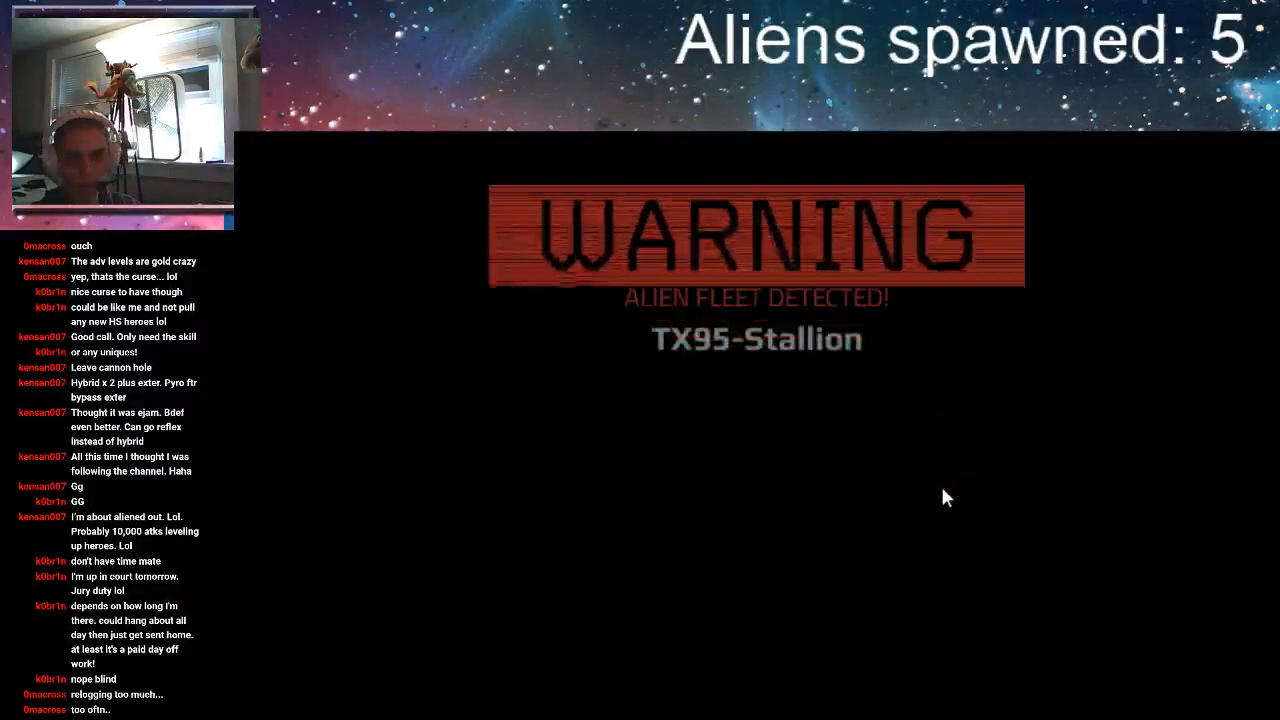 Aliens spawned: 5
WARNING
ALIEN FLEET DETECTED!
TX95-Stallion
0macross ouch
kensan007 The adv levels are gold crazy
0macross yep, thats the curse... lol
k0br1n nice curse to have though
k0br1n could be like me and not pull
any new HS heroes lol
kensan007 Good call. Only need the skill
k0br1n or any uniques!
kensan007 Leave cannon hole
kensan007 Hybrid x 2 plus exter. Pyro ftr
bypass exter
kensan007 Thought it was ejam. Bdef
even better. Can go reflex
instead of hybrid
kensan007 All this time I thought I was
following the channel. Haha
kensan007 Gg
k0br1n GG
kensan007 I'm about aliened out. Lol.
Probably 10,000 atks leveling
up heroes. Lol
k0br1n don't have time mate
k0br1n I'm up in court tomorrow.
Jury duty lol
k0br1n depends on how long I'm
there. could hang about all
day then just get sent home.
at least it's a paid day off
work!
k0br1n nope blind
0macross relogging too much...
0macross too oftn..